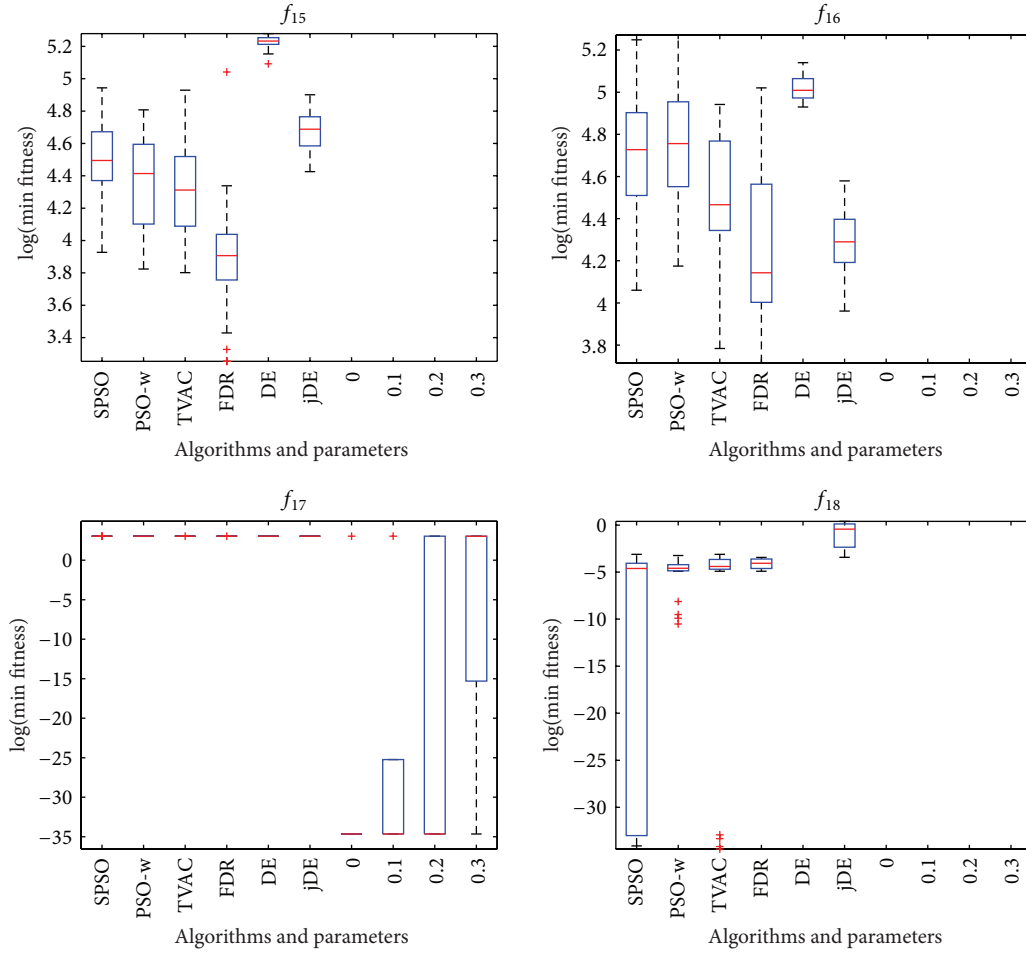 f15
5.2
5
4.8
4.6
4.4
4.2
4
3.8
3.6
3.4
log(min fitness)
SPSO
PSO-w
TVAC
FDR
DE
jDE
0
0.1
0.2
0.3
Algorithms and parameters
f16
5.2
5
4.8
4.6
4.4
4.2
4
3.8
log(min fitness)
SPSO
PSO-w
TVAC
FDR
DE
jDE
0
0.1
0.2
0.3
Algorithms and parameters
f17
0
−5
−10
−15
−20
−25
−30
−35
log(min fitness)
SPSO
PSO-w
TVAC
FDR
DE
jDE
0
0.1
0.2
0.3
Algorithms and parameters
f18
0
−5
−10
−15
−20
−25
−30
log(min fitness)
SPSO
PSO-w
TVAC
FDR
DE
jDE
0
0.1
0.2
0.3
Algorithms and parameters